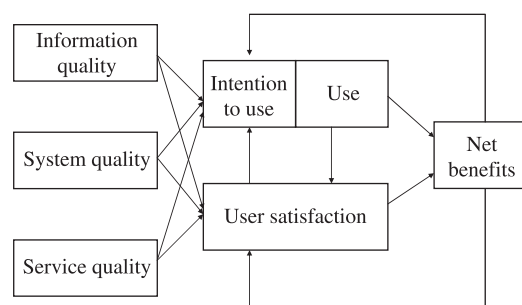 Information
quality
Intention
to use
Use
System quality
Net
benefits
User satisfaction
Service quality